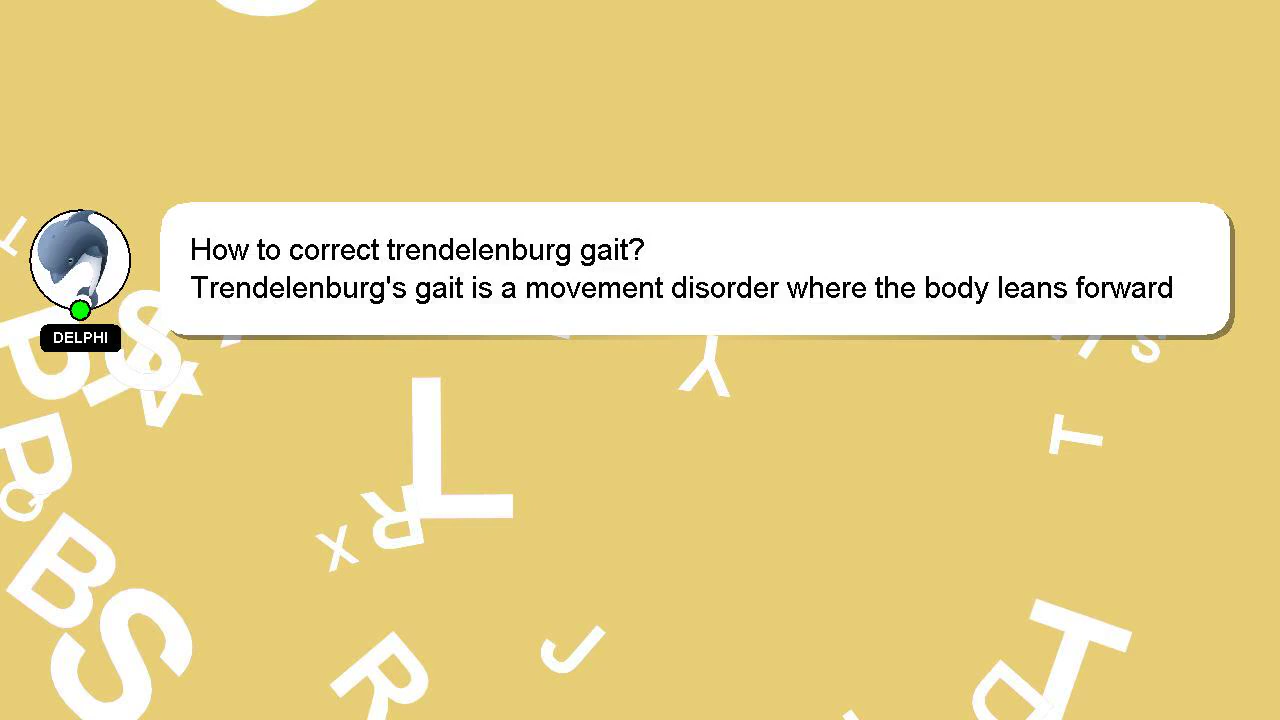 How to correct trendelenburg gait?
Trendelenburg's gait is a movement disorder where the body leans forward
DELPHI
T
S
P
Y
S
R
Q
L
T
R
X
B
S
J
R
T
D